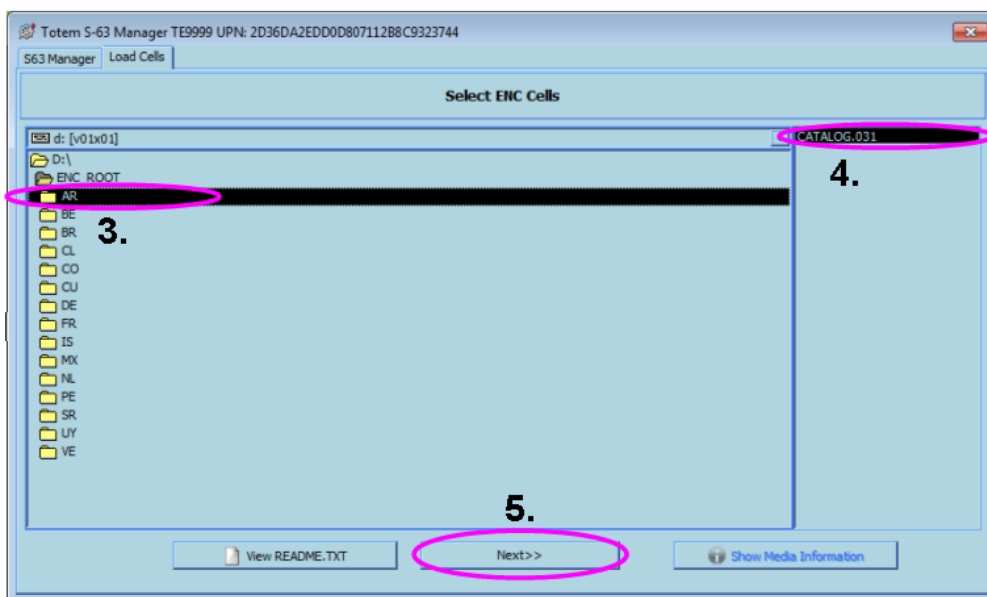 Totem S-63 Manager TE9999 UPN: 2D36DA2EDD0D807112B8C9323744
S63 Manager Load Cells
Select ENC Cells
d: [v01x01]
CATALOG.031
D:\
4.
ENC_ROOT
AR
3.
BE
BR
CL
CO
CU
DE
FR
IS
MX
NL
PE
SR
UY
VE
5.
View README.TXT Next>> Show Media Information